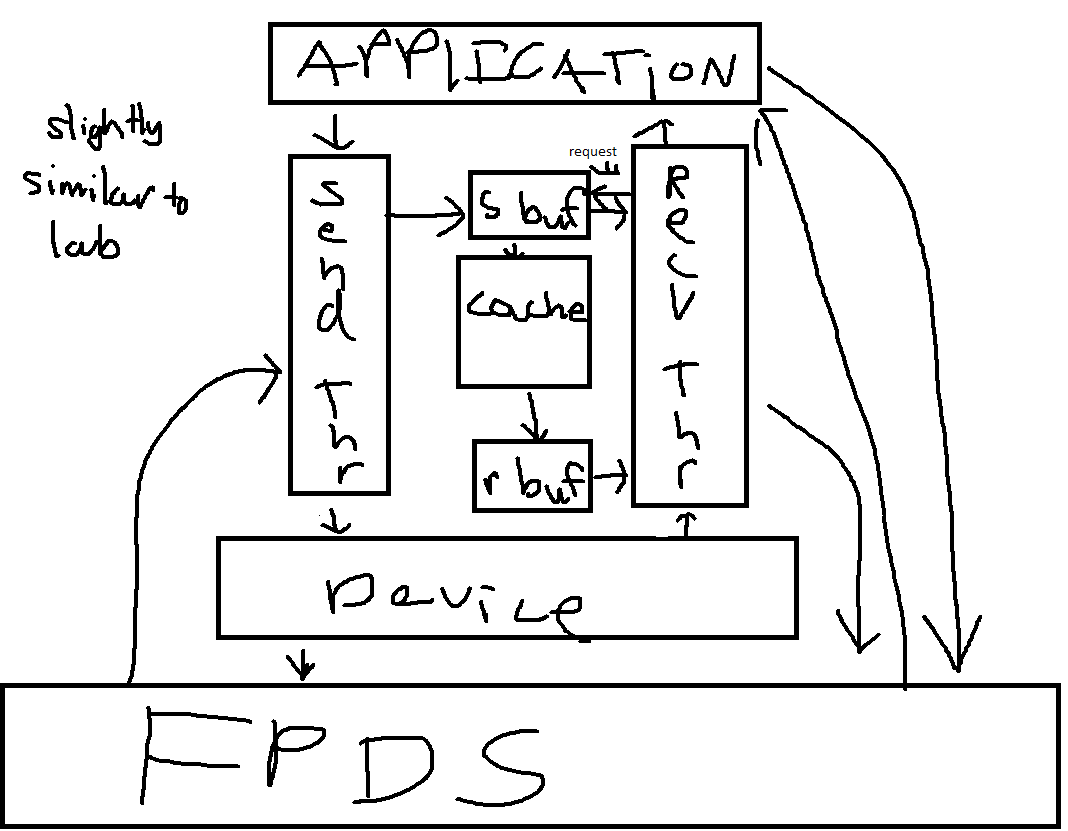 APPLICATION
slightly
similar to
lab
request
Send Thr
s buf
Recv Thr
cache
r buf
Device
FPDS